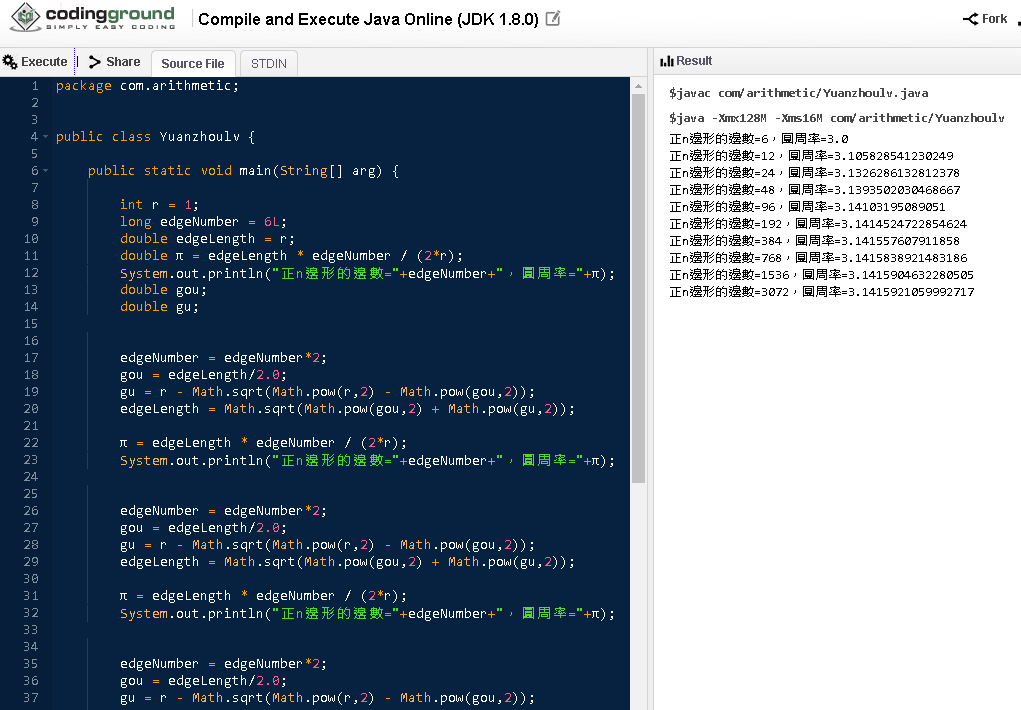 codingground
SIMPLY EASY CODING
Compile and Execute Java Online (JDK 1.8.0)
Fork
Execute
Share
Source File
STDIN
1 package com.arithmetic;
2
3
4 public class Yuanzhoulv {
5
6 public static void main(String[] arg) {
7
8 int r = 1;
9 long edgeNumber = 6L;
10 double edgeLength = r;
11 double π = edgeLength * edgeNumber / (2*r);
12 System.out.println("正n邊形的邊數="+edgeNumber+"，圓周率="+π);
13 double gou;
14 double gu;
15
16
17 edgeNumber = edgeNumber*2;
18 gou = edgeLength/2.0;
19 gu = r - Math.sqrt(Math.pow(r,2) - Math.pow(gou,2));
20 edgeLength = Math.sqrt(Math.pow(gou,2) + Math.pow(gu,2));
21
22 π = edgeLength * edgeNumber / (2*r);
23 System.out.println("正n邊形的邊數="+edgeNumber+"，圓周率="+π);
24
25
26 edgeNumber = edgeNumber*2;
27 gou = edgeLength/2.0;
28 gu = r - Math.sqrt(Math.pow(r,2) - Math.pow(gou,2));
29 edgeLength = Math.sqrt(Math.pow(gou,2) + Math.pow(gu,2));
30
31 π = edgeLength * edgeNumber / (2*r);
32 System.out.println("正n邊形的邊數="+edgeNumber+"，圓周率="+π);
33
34
35 edgeNumber = edgeNumber*2;
36 gou = edgeLength/2.0;
37 gu = r - Math.sqrt(Math.pow(r,2) - Math.pow(gou,2));
Result
$javac com/arithmetic/Yuanzhoulv.java
$java -Xmx128M -Xms16M com/arithmetic/Yuanzhoulv
正n邊形的邊數=6，圓周率=3.0
正n邊形的邊數=12，圓周率=3.105828541230249
正n邊形的邊數=24，圓周率=3.1326286132812378
正n邊形的邊數=48，圓周率=3.1393502030468667
正n邊形的邊數=96，圓周率=3.14103195089051
正n邊形的邊數=192，圓周率=3.1414524722854624
正n邊形的邊數=384，圓周率=3.141557607911858
正n邊形的邊數=768，圓周率=3.1415838921483186
正n邊形的邊數=1536，圓周率=3.1415904632280505
正n邊形的邊數=3072，圓周率=3.1415921059992717